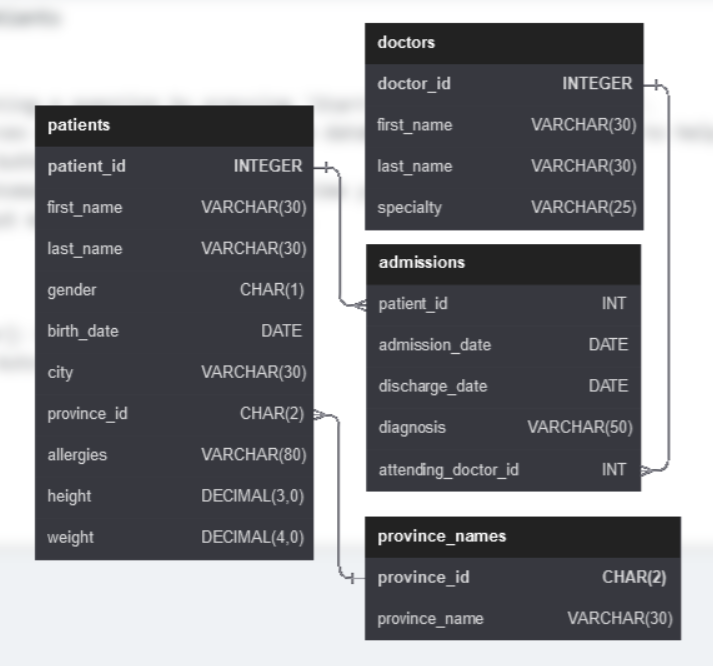 patients
patient_id INTEGER
first_name VARCHAR(30)
last_name VARCHAR(30)
gender CHAR(1)
birth_date DATE
city VARCHAR(30)
province_id CHAR(2)
allergies VARCHAR(80)
height DECIMAL(3,0)
weight DECIMAL(4,0)
doctors
doctor_id INTEGER
first_name VARCHAR(30)
last_name VARCHAR(30)
specialty VARCHAR(25)
admissions
patient_id INT
admission_date DATE
discharge_date DATE
diagnosis VARCHAR(50)
attending_doctor_id INT
province_names
province_id CHAR(2)
province_name VARCHAR(30)